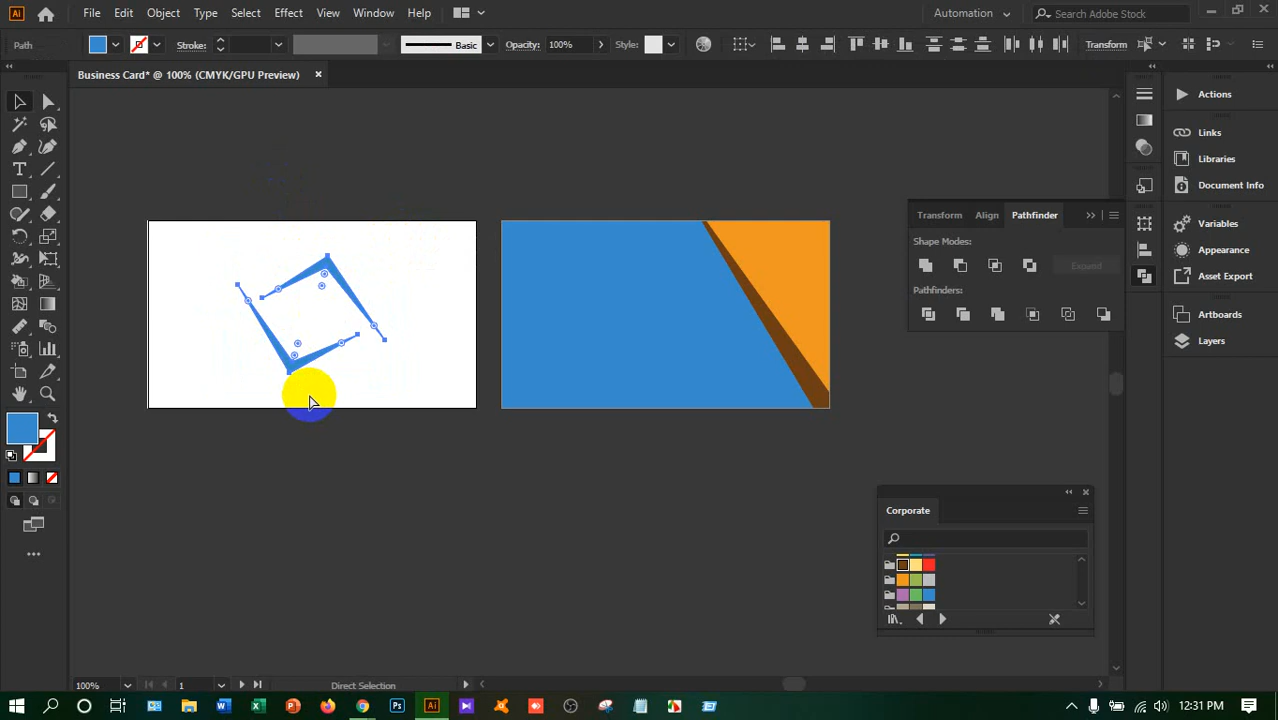 Ai File Edit Object Type Select Effect View Window Help Automation Search Adobe Stock
Path Stroke: Basic Opacity: 100% Style: Transform
Business Card* @ 100% (CMYK/GPU Preview)
Actions
Links
Libraries
Document Info
Transform Align Pathfinder
Variables
Shape Modes:
Appearance
Expand
Asset Export
Pathfinders:
Artboards
Layers
Corporate
100% 1 Direct Selection
12:31 PM